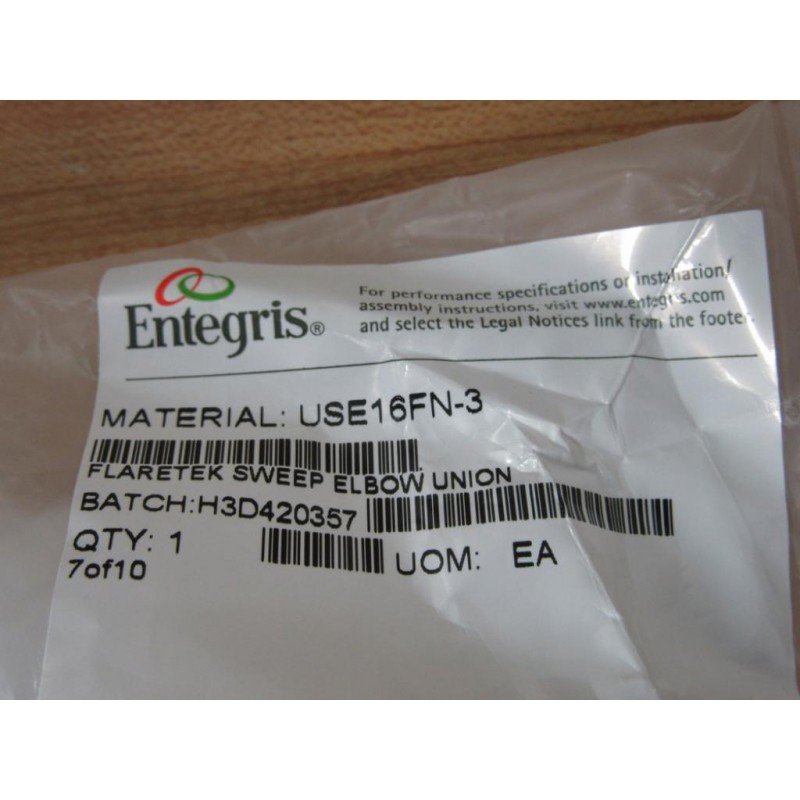 Entegris®
For performance specifications or installation/
assembly instructions, visit www.entegris.com
and select the Legal Notices link from the footer.
MATERIAL: USE16FN-3
FLARETEK SWEEP ELBOW UNION
BATCH:H3D420357
QTY: 1 UOM: EA
7of10